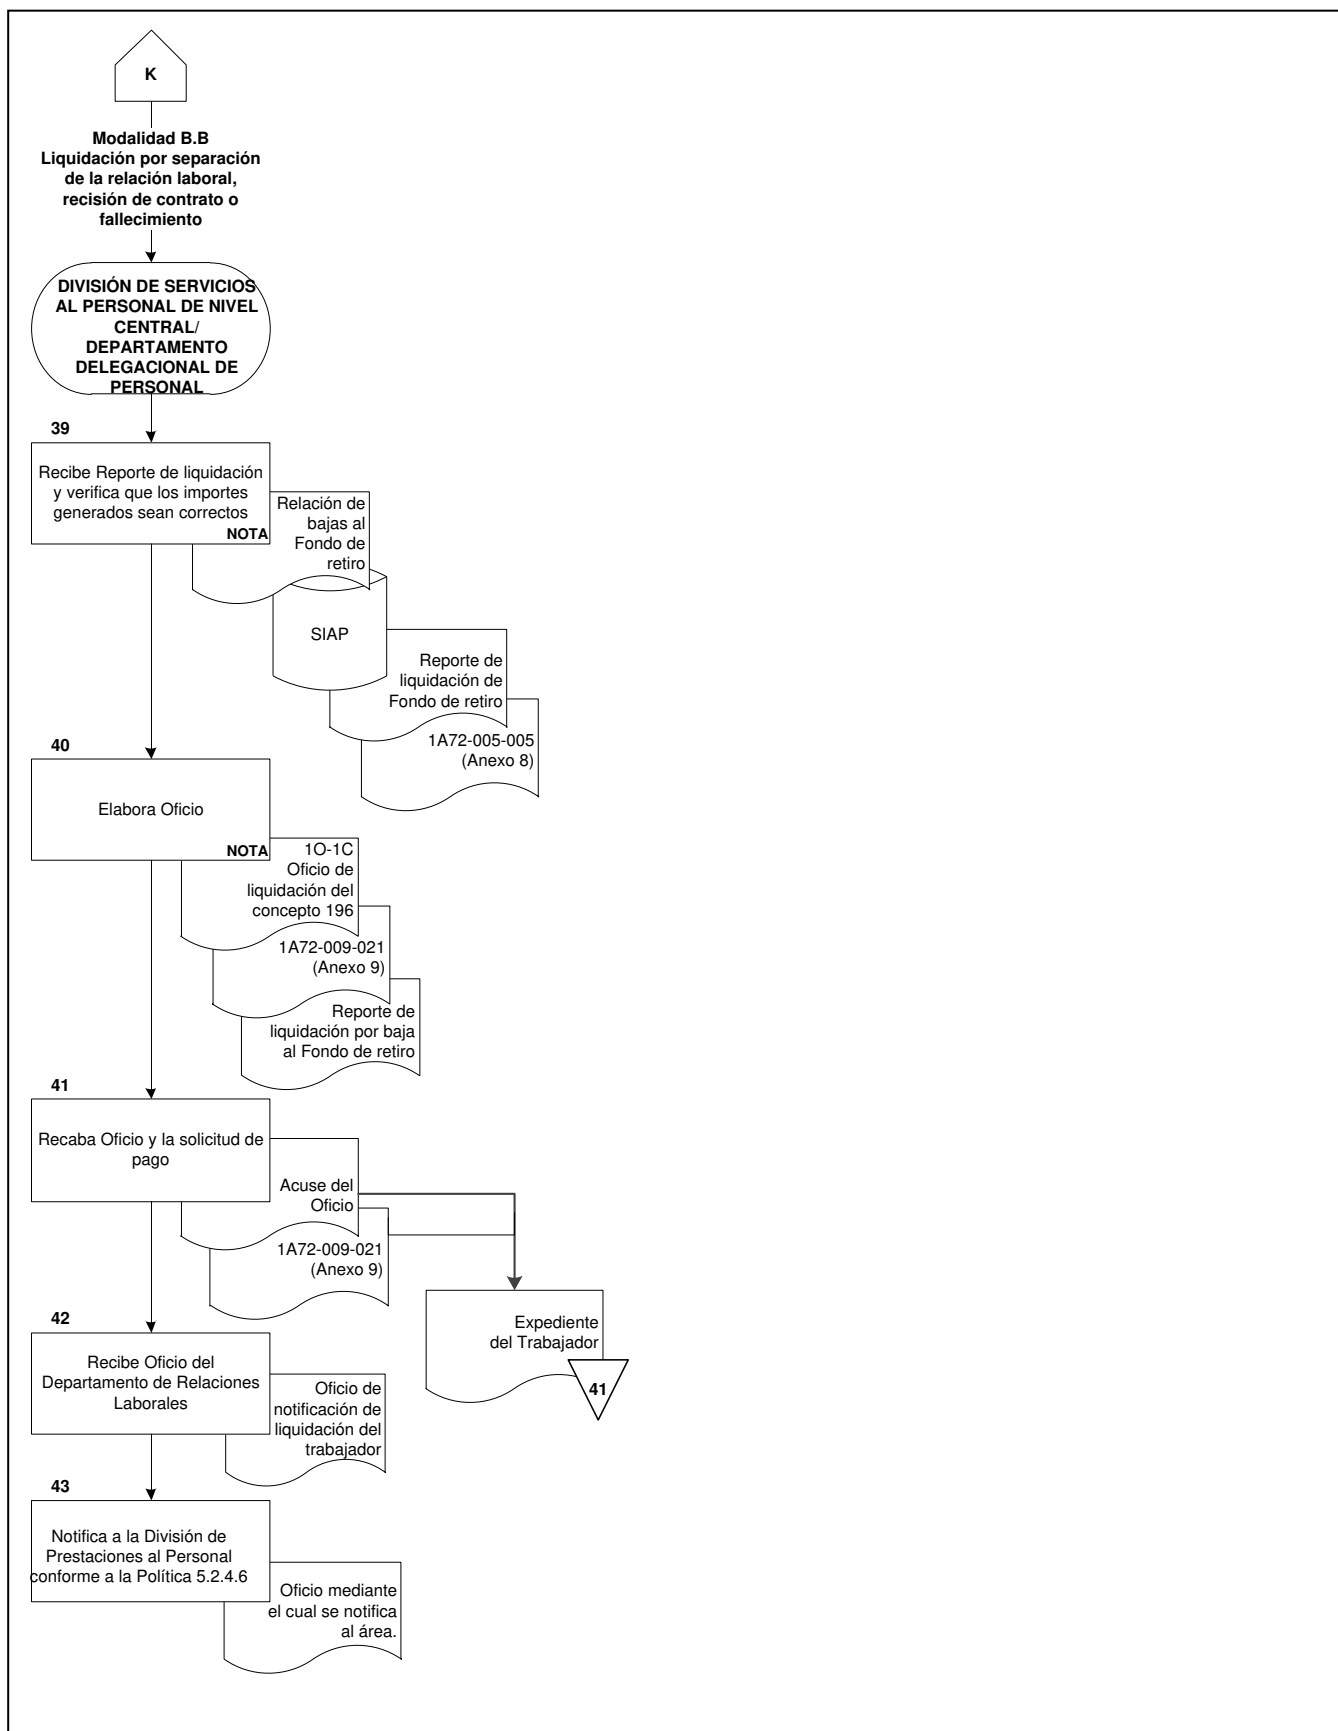 K
Modalidad B.B
Liquidación por separación
de la relación laboral,
recisión de contrato o
fallecimiento
DIVISIÓN DE SERVICIOS
AL PERSONAL DE NIVEL
CENTRAL/
DEPARTAMENTO
DELEGACIONAL DE
PERSONAL
39
Recibe Reporte de liquidación
y verifica que los importes
generados sean correctos
NOTA
Relación de
bajas al
Fondo de
retiro
SIAP
Reporte de
liquidación de
Fondo de retiro
1A72-005-005
(Anexo 8)
40
Elabora Oficio
NOTA
1O-1C
Oficio de
liquidación del
concepto 196
1A72-009-021
(Anexo 9)
Reporte de
liquidación por baja
al Fondo de retiro
41
Recaba Oficio y la solicitud de
pago
Acuse del
Oficio
1A72-009-021
(Anexo 9)
Expediente
del Trabajador
41
42
Recibe Oficio del
Departamento de Relaciones
Laborales
Oficio de
notificación de
liquidación del
trabajador
43
Notifica a la División de
Prestaciones al Personal
conforme a la Política 5.2.4.6
Oficio mediante
el cual se notifica
al área.